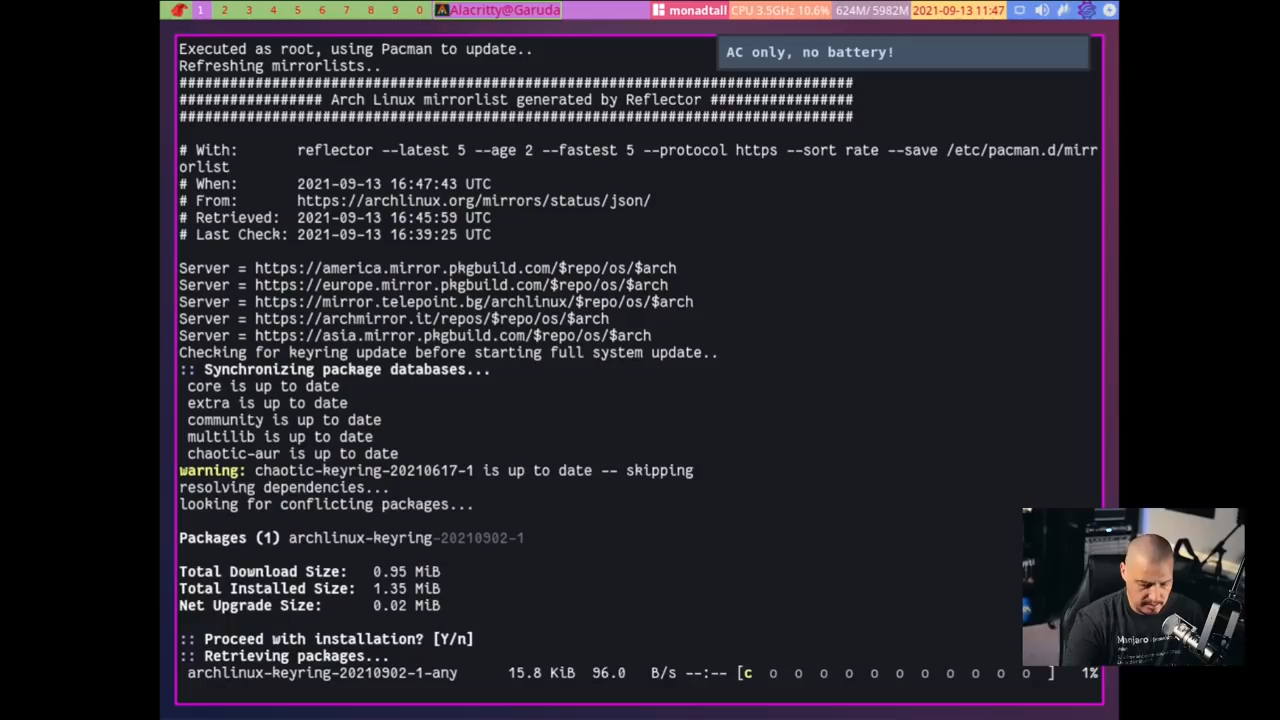 1 2 3 4 5 6 7 8 9 0 Alacritty@Garuda monadtall CPU 3.5GHz 10.6% 624M/5982M 2021-09-13 11:47
Executed as root, using Pacman to update..
AC only, no battery!
Refreshing mirrorlists..
################################################################################
################# Arch Linux mirrorlist generated by Reflector #################
################################################################################
# With:       reflector --latest 5 --age 2 --fastest 5 --protocol https --sort rate --save /etc/pacman.d/mirr
orlist
# When:       2021-09-13 16:47:43 UTC
# From:       https://archlinux.org/mirrors/status/json/
# Retrieved:  2021-09-13 16:45:59 UTC
# Last Check: 2021-09-13 16:39:25 UTC
Server = https://america.mirror.pkgbuild.com/$repo/os/$arch
Server = https://europe.mirror.pkgbuild.com/$repo/os/$arch
Server = https://mirror.telepoint.bg/archlinux/$repo/os/$arch
Server = https://archmirror.it/repos/$repo/os/$arch
Server = https://asia.mirror.pkgbuild.com/$repo/os/$arch
Checking for keyring update before starting full system update..
:: Synchronizing package databases...
core is up to date
extra is up to date
community is up to date
multilib is up to date
chaotic-aur is up to date
warning: chaotic-keyring-20210617-1 is up to date -- skipping
resolving dependencies...
looking for conflicting packages...
Packages (1) archlinux-keyring-20210902-1
Total Download Size:   0.95 MiB
Total Installed Size:  1.35 MiB
Net Upgrade Size:      0.02 MiB
:: Proceed with installation? [Y/n]
:: Retrieving packages...
archlinux-keyring-20210902-1-any      15.8 KiB  96.0   B/s --:-- [c  o  o  o  o  o  o  o  o  o  o  ]   1%
Manjaro